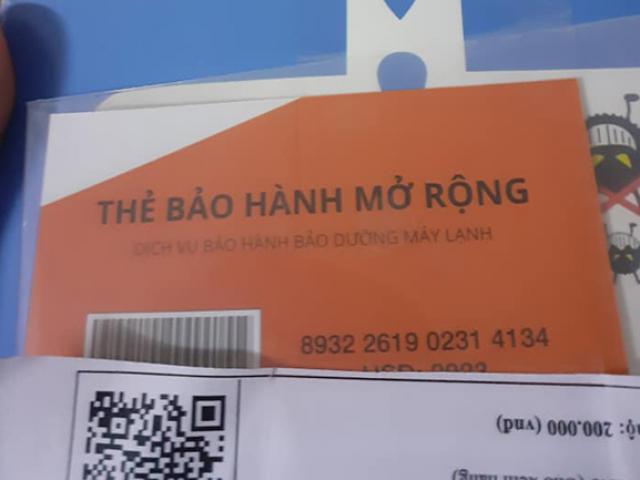 THẺ BẢO HÀNH MỞ RỘNG
DỊCH VỤ BẢO HÀNH BẢO DƯỠNG MÁY LẠNH
8932 2619 0231 4134
200.000 (vnđ)